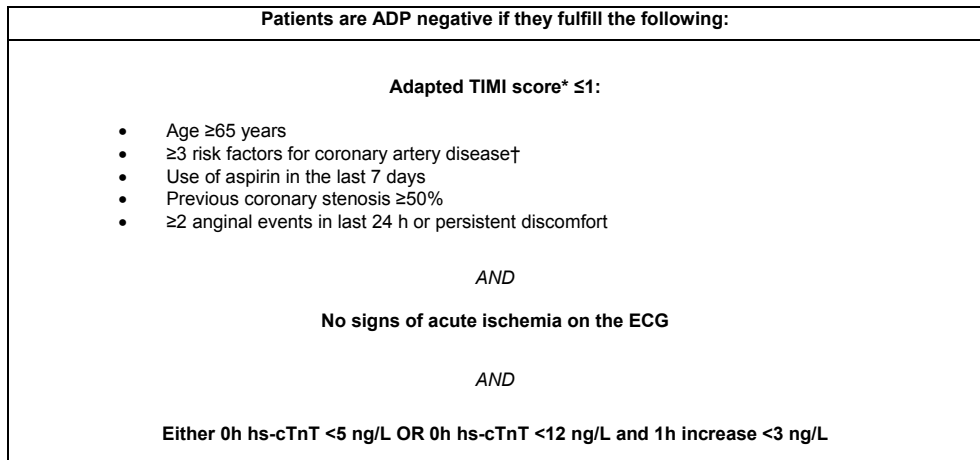 Patients are ADP negative if they fulfill the following:
Adapted TIMI score* ≤1:
• Age ≥65 years
• ≥3 risk factors for coronary artery disease†
• Use of aspirin in the last 7 days
• Previous coronary stenosis ≥50%
• ≥2 anginal events in last 24 h or persistent discomfort
AND
No signs of acute ischemia on the ECG
AND
Either 0h hs-cTnT <5 ng/L OR 0h hs-cTnT <12 ng/L and 1h increase <3 ng/L